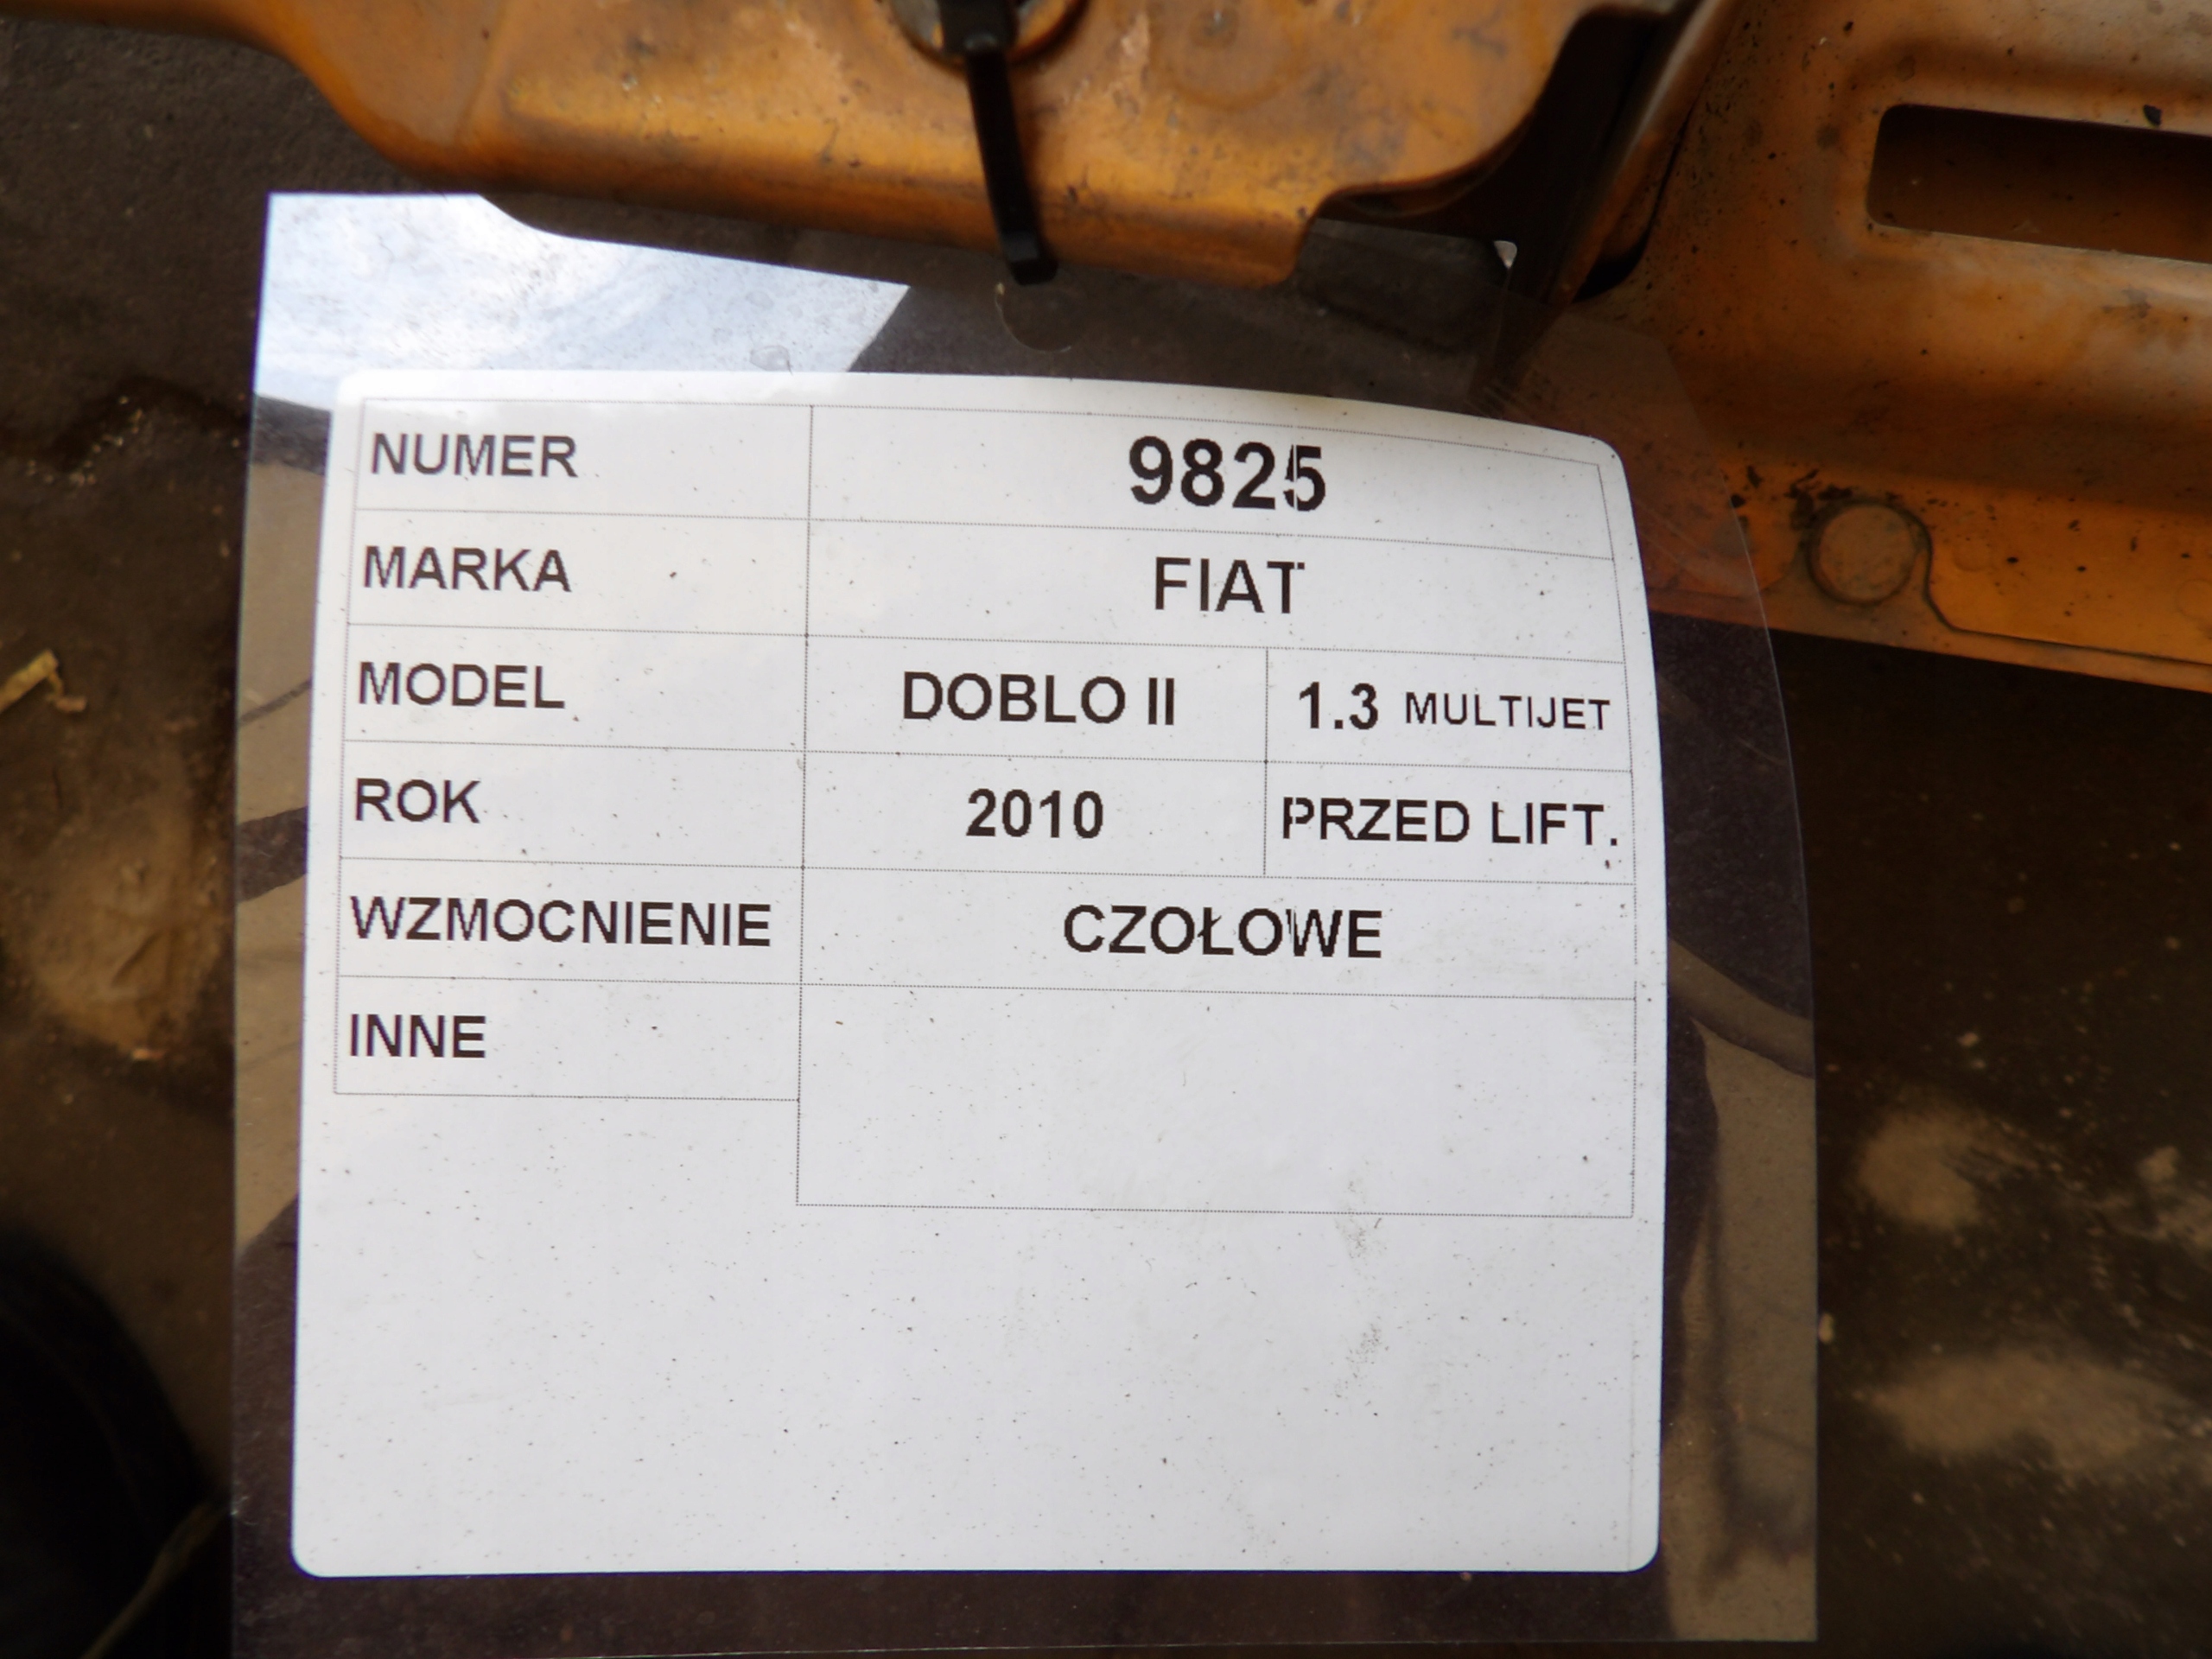 NUMER 9825
MARKA FIAT
MODEL DOBLO II 1.3 MULTIJET
ROK 2010 PRZED LIFT.
WZMOCNIENIE CZOŁOWE
INNE